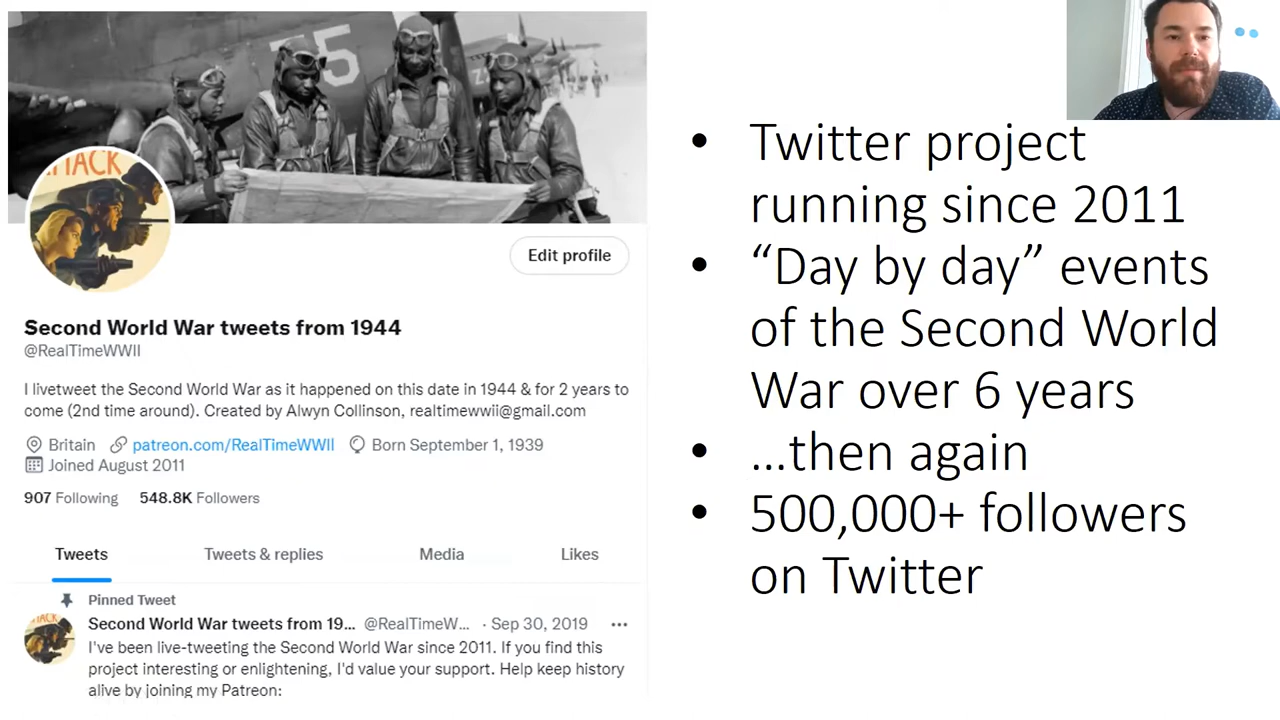 75
Z
HACK
Edit profile
Second World War tweets from 1944
@RealTimeWWII
I livetweet the Second World War as it happened on this date in 1944 & for 2 years to
come (2nd time around). Created by Alwyn Collinson, realtimewwii@gmail.com
Britain patreon.com/RealTimeWWII Born September 1, 1939
Joined August 2011
907 Following 548.8K Followers
Tweets Tweets & replies Media Likes
Pinned Tweet
Second World War tweets from 19... @RealTimeW... · Sep 30, 2019 ...
I've been live-tweeting the Second World War since 2011. If you find this
project interesting or enlightening, I'd value your support. Help keep history
alive by joining my Patreon:
• Twitter project
running since 2011
• “Day by day” events
of the Second World
War over 6 years
• ...then again
• 500,000+ followers
on Twitter